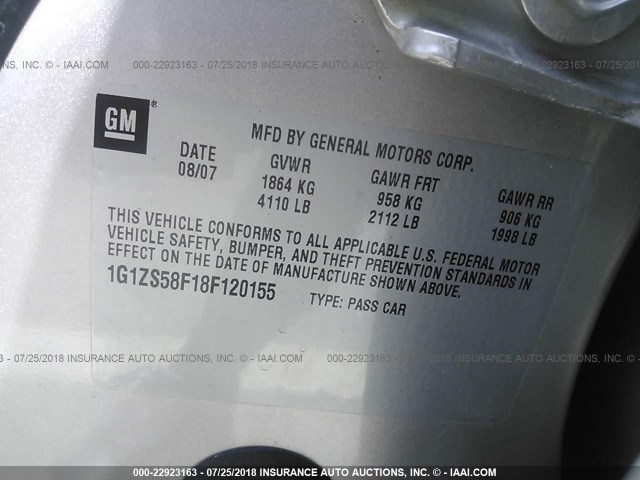 INC. - IAAI.COM 000-22923163 - 07/25/2018 INSURANCE AUTO AUCTIONS, INC. - IAAI.COM
GM®
MFD BY GENERAL MOTORS CORP.
DATE GVWR GAWR FRT GAWR RR
08/07 1864 KG 958 KG 906 KG
4110 LB 2112 LB 1998 LB
THIS VEHICLE CONFORMS TO ALL APPLICABLE U.S. FEDERAL MOTOR
VEHICLE SAFETY, BUMPER, AND THEFT PREVENTION STANDARDS IN
EFFECT ON THE DATE OF MANUFACTURE SHOWN ABOVE.
1G1ZS58F18F120155 TYPE: PASS CAR
000-22923163 - 07/25/2018 INSURANCE AUTO AUCTIONS, INC. - IAAI.COM 000-22923163 - 07/25/2018 INSURANCE AUTO AUCTIONS, INC.
000-22923163 - 07/25/2018 INSURANCE AUTO AUCTIONS, INC. - IAAI.COM